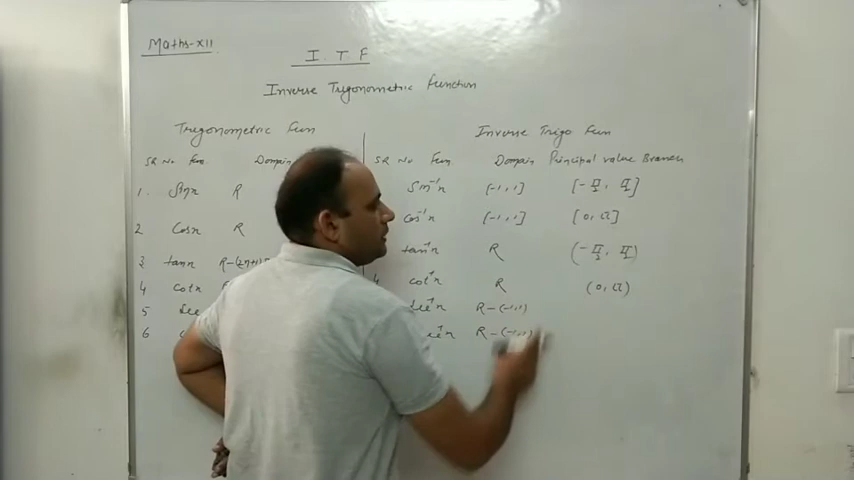 Maths-XII
I. T F
Inverse Trigonometric Function
Trigonometric Fun
Inverse Trigo Fun
SR No Fun. Domain
SR No Fun Domain Principal value Branch
1. Sinx R
Sin⁻¹x [-1, 1] [-π/2, π/2]
2 Cosx R
Cos⁻¹x [-1, 1] [0, π]
3 tanx R-(2n+1)
tan⁻¹x R (-π/2, π/2)
4 cotx
cot⁻¹x R (0, π)
5 Sec
Sec⁻¹x R-(-1,1)
6
R-(-1,1)